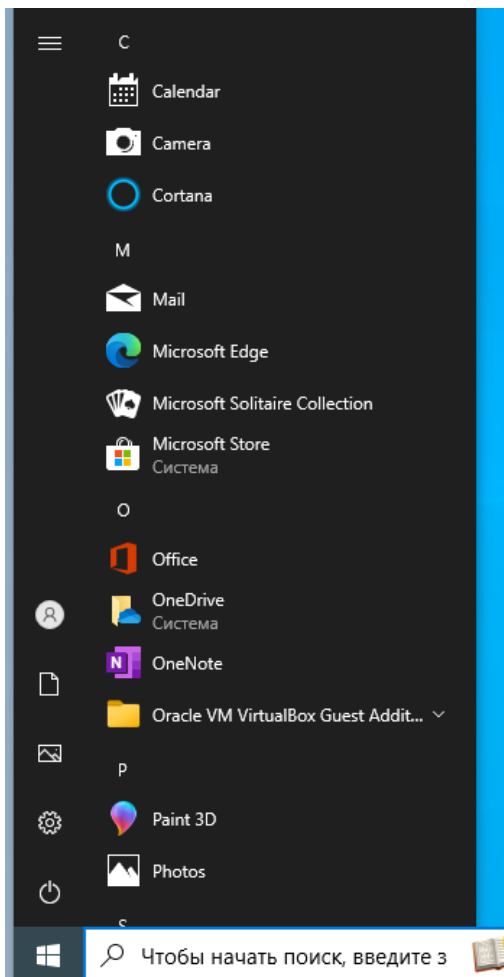 C
Calendar
Camera
Cortana
M
Mail
Microsoft Edge
Microsoft Solitaire Collection
Microsoft Store
Система
O
Office
OneDrive
Система
N OneNote
Oracle VM VirtualBox Guest Addit...
P
Paint 3D
Photos
S
Чтобы начать поиск, введите з